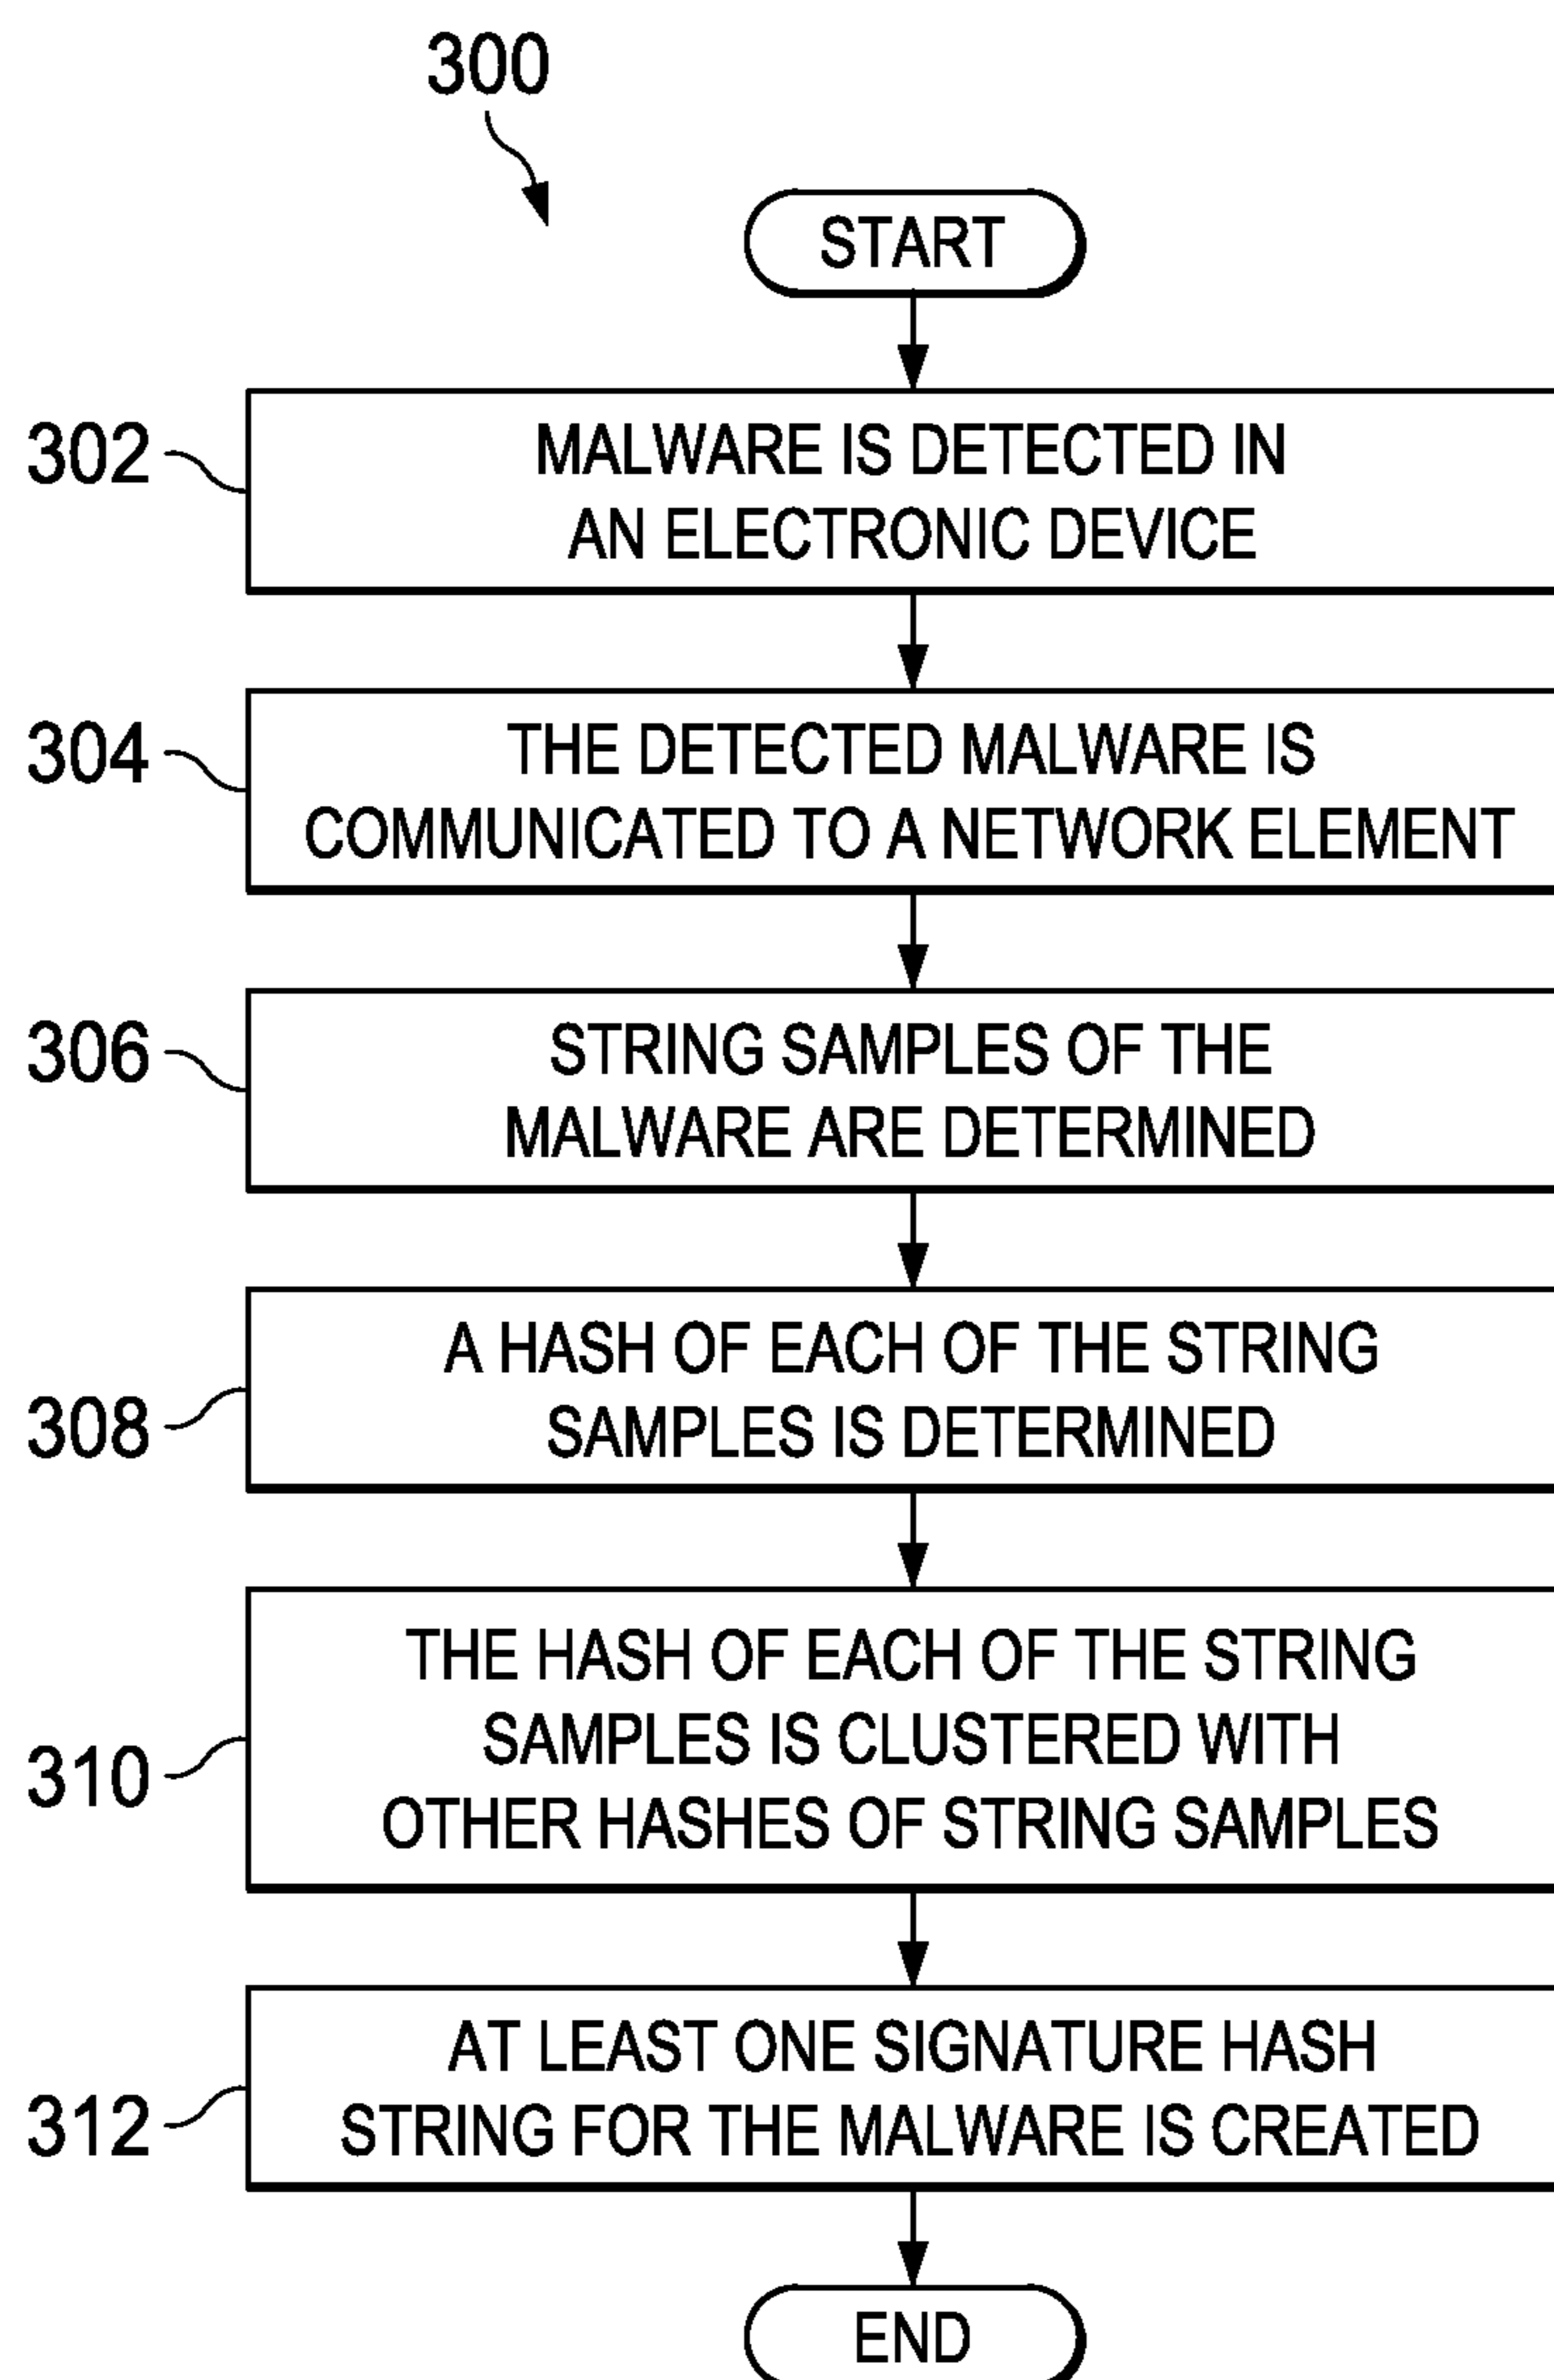 300
START
302
MALWARE IS DETECTED IN
AN ELECTRONIC DEVICE
304
THE DETECTED MALWARE IS
COMMUNICATED TO A NETWORK ELEMENT
306
STRING SAMPLES OF THE
MALWARE ARE DETERMINED
A HASH OF EACH OF THE STRING
308
SAMPLES IS DETERMINED
THE HASH OF EACH OF THE STRING
SAMPLES IS CLUSTERED WITH
310
OTHER HASHES OF STRING SAMPLES
AT LEAST ONE SIGNATURE HASH
312
STRING FOR THE MALWARE IS CREATED
END